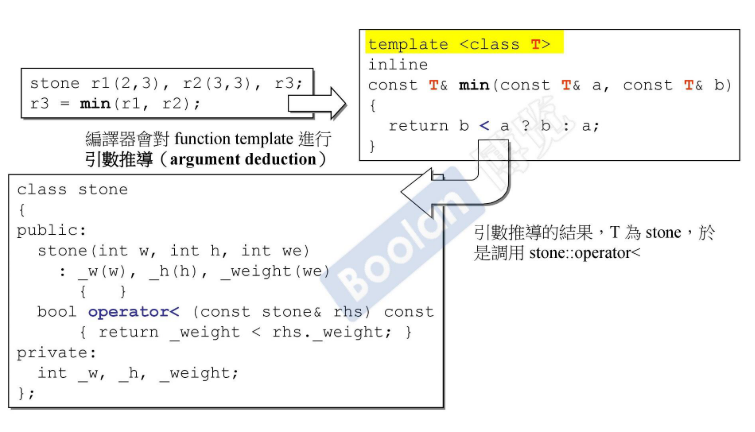 stone r1(2,3), r2(3,3), r3;
r3 = min(r1, r2);
編譯器會對 function template 進行
引數推導（argument deduction）
template <class T>
inline
const T& min(const T& a, const T& b)
{
return b < a ? b : a;
}
class stone
{
public:
stone(int w, int h, int we)
: _w(w), _h(h), _weight(we)
{ }
bool operator< (const stone& rhs) const
{ return _weight < rhs._weight; }
private:
int _w, _h, _weight;
};
引數推導的結果，T 為 stone，於
是調用 stone::operator<
Boolan 博览